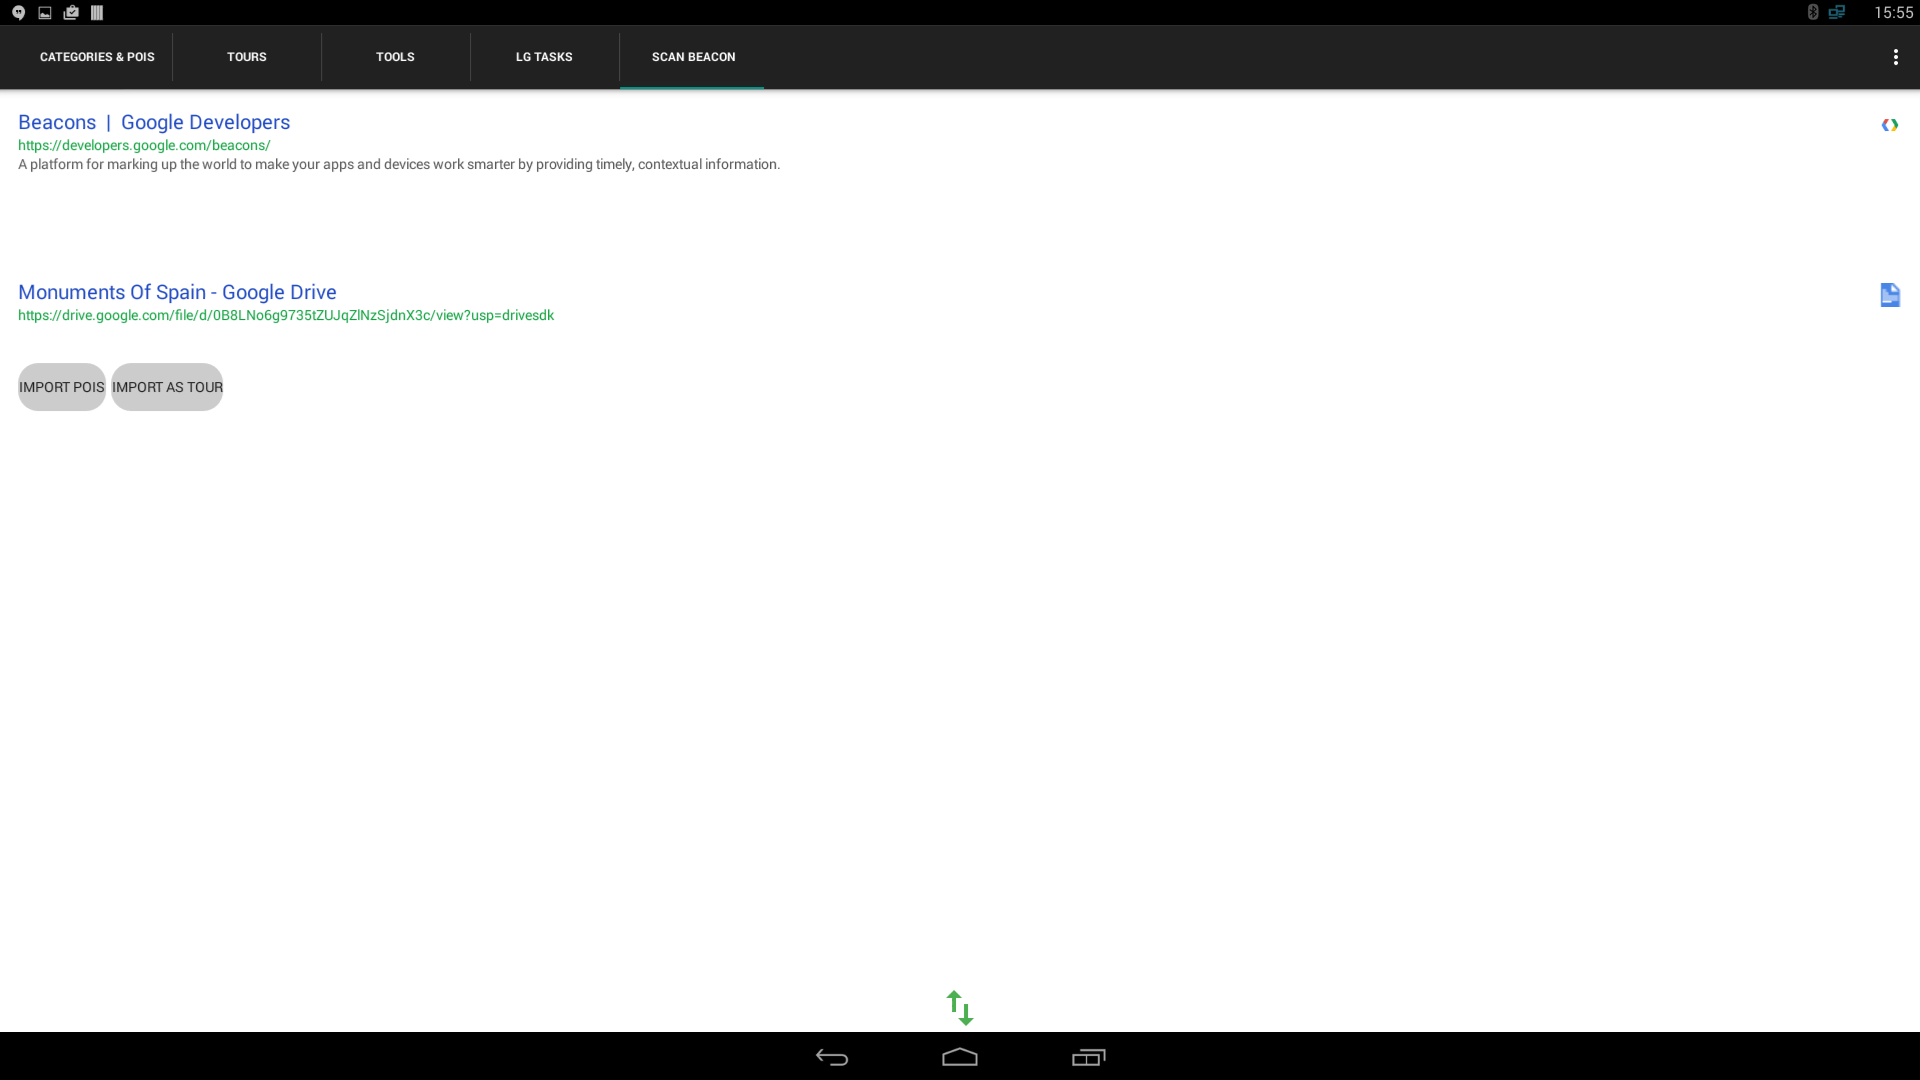 15:55
CATEGORIES & POIS
TOURS
TOOLS
LG TASKS
SCAN BEACON
Beacons | Google Developers
https://developers.google.com/beacons/
A platform for marking up the world to make your apps and devices work smarter by providing timely, contextual information.
Monuments Of Spain - Google Drive
https://drive.google.com/file/d/0B8LNo6g9735tZUJqZlNzSjdnX3c/view?usp=drivesdk
IMPORT POIS
IMPORT AS TOUR